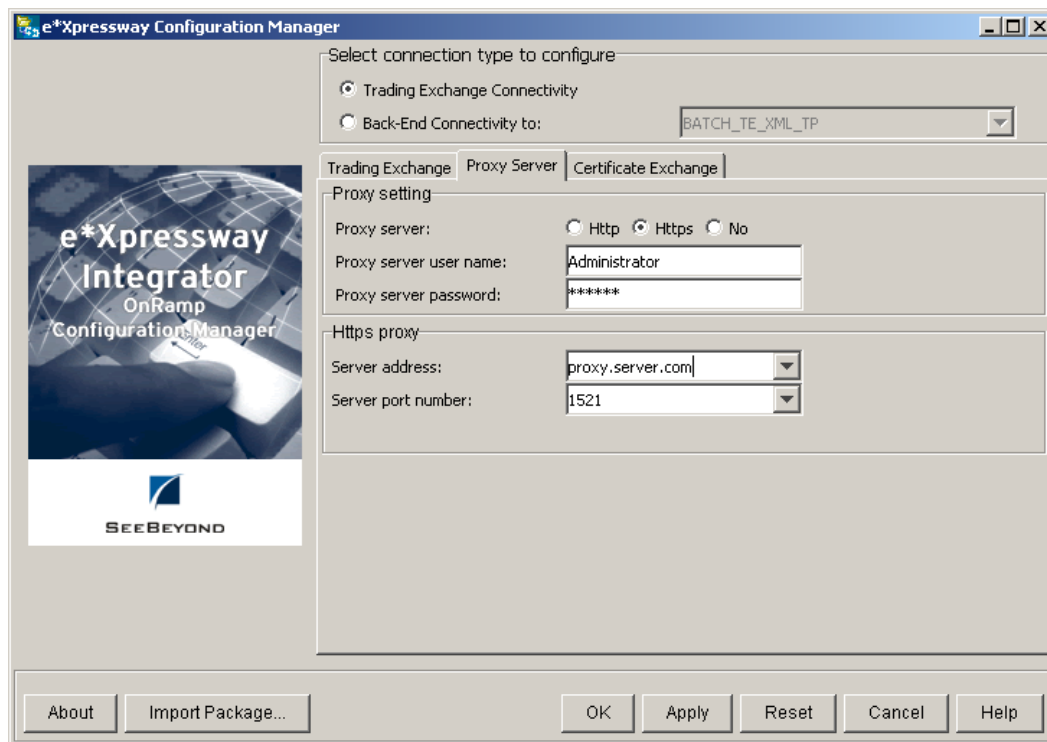 e*Xpressway Configuration Manager
Select connection type to configure
Trading Exchange Connectivity
Back-End Connectivity to: BATCH_TE_XML_TP
Trading Exchange Proxy Server Certificate Exchange
Proxy setting
Proxy server: Http Https No
Proxy server user name: Administrator
Proxy server password: ******
Https proxy
Server address: proxy.server.com
Server port number: 1521
e*Xpressway
Integrator
OnRamp
Configuration Manager
Enter
SEEBEYOND
About Import Package... OK Apply Reset Cancel Help